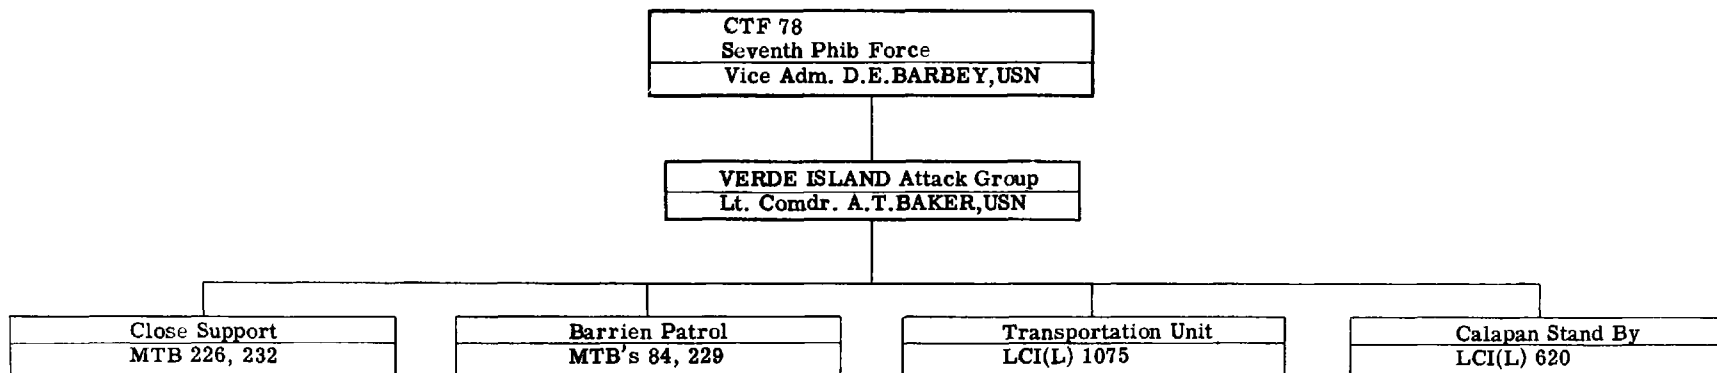 CTF 78
Seventh Phib Force
Vice Adm. D.E.BARBEY,USN
VERDE ISLAND Attack Group
Lt. Comdr. A.T.BAKER,USN
Close Support
MTB 226, 232
Barrien Patrol
MTB's 84, 229
Transportation Unit
LCI(L) 1075
Calapan Stand By
LCI(L) 620